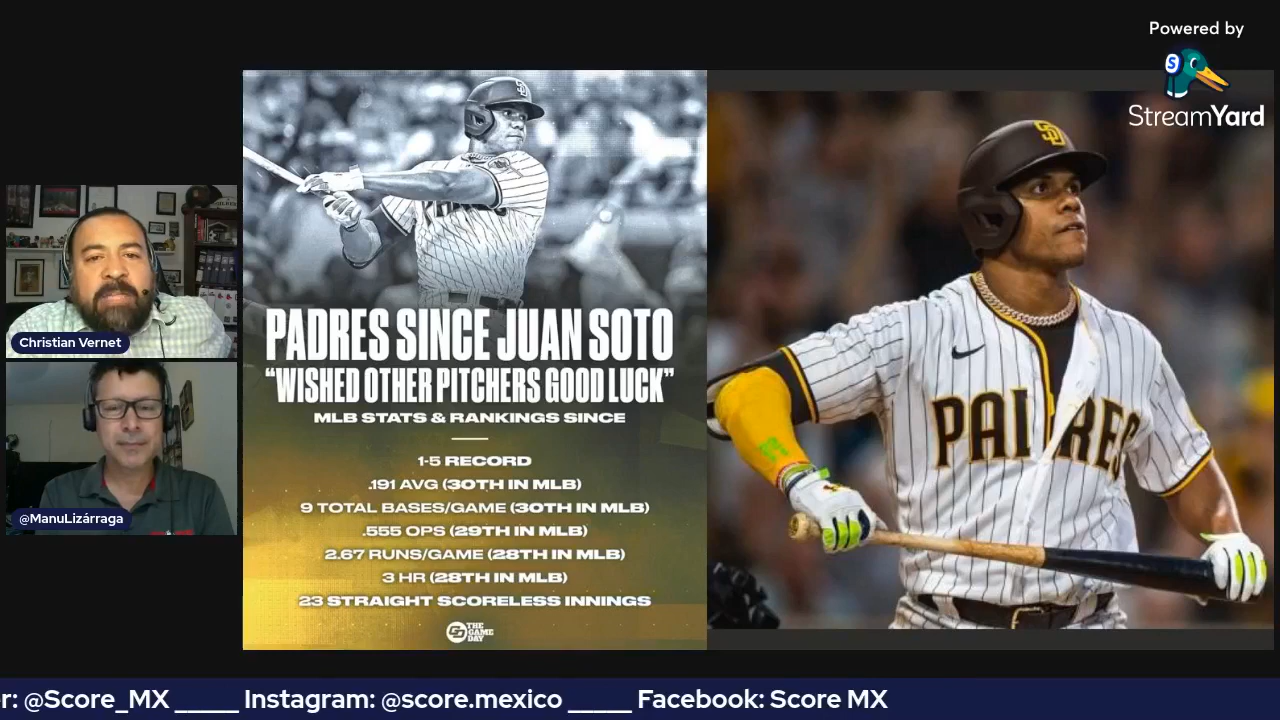 Powered by
StreamYard
PADRES SINCE JUAN SOTO
“WISHED OTHER PITCHERS GOOD LUCK”
MLB STATS & RANKINGS SINCE
1-5 RECORD
.191 AVG (30TH IN MLB)
9 TOTAL BASES/GAME (30TH IN MLB)
.555 OPS (29TH IN MLB)
2.67 RUNS/GAME (28TH IN MLB)
3 HR (28TH IN MLB)
23 STRAIGHT SCORELESS INNINGS
THE
GAME
DAY
PADRES
Christian Vernet
@ManuLizárraga
r: @Score_MX _____ Instagram: @score.mexico _____ Facebook: Score MX